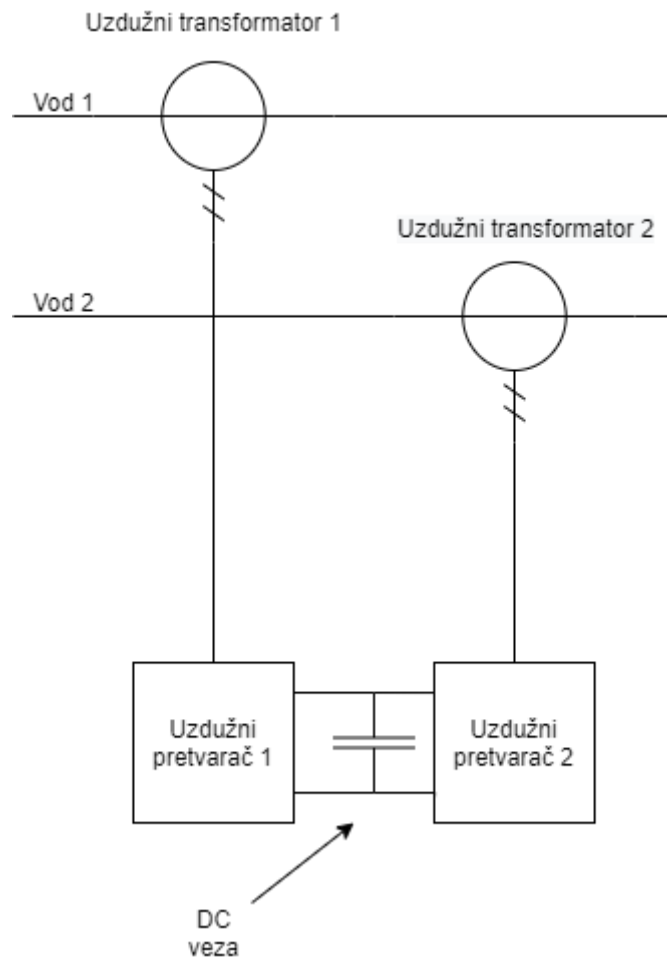 Uzdužni transformator 1
Vod 1
Uzdužni transformator 2
Vod 2
Uzdužni
pretvarač 1
Uzdužni
pretvarač 2
DC
veza